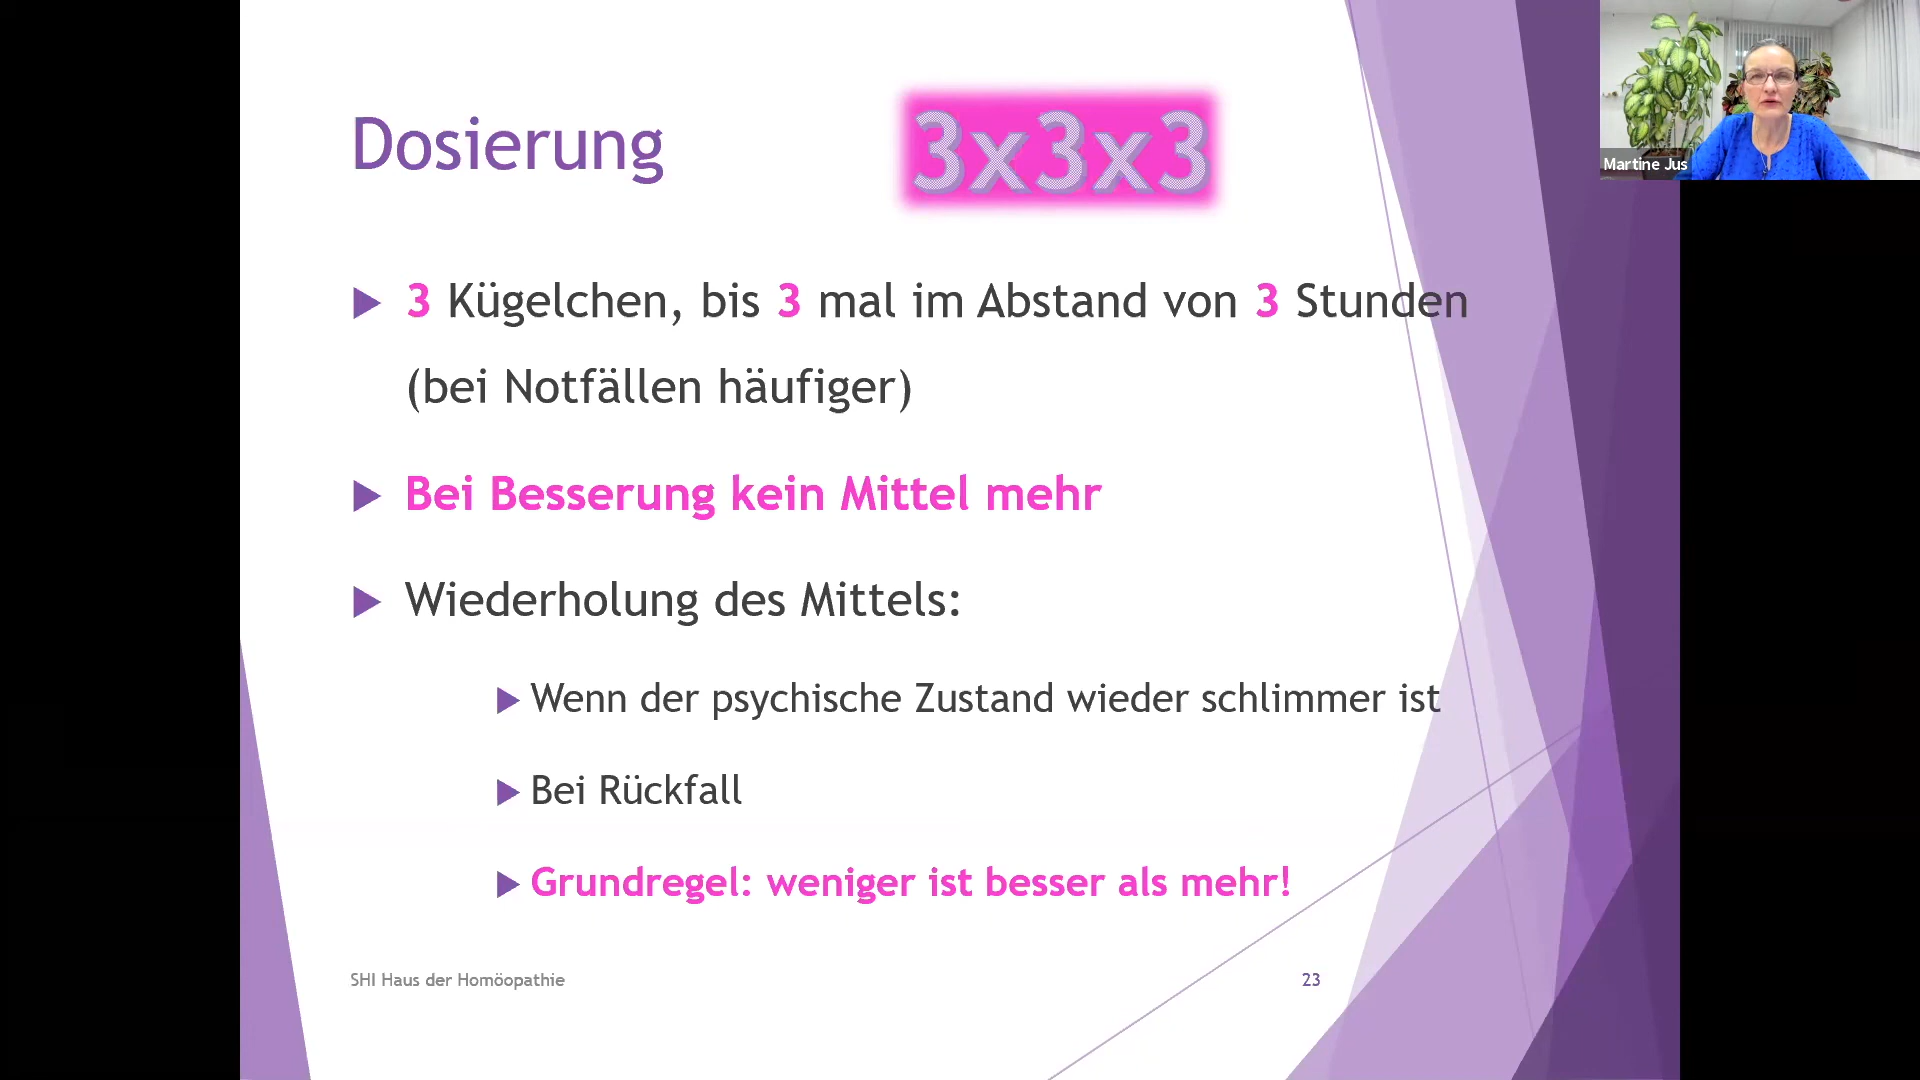 Dosierung
3x3x3
Martine Jus
3 Kügelchen, bis 3 mal im Abstand von 3 Stunden
(bei Notfällen häufiger)
Bei Besserung kein Mittel mehr
Wiederholung des Mittels:
Wenn der psychische Zustand wieder schlimmer ist
Bei Rückfall
Grundregel: weniger ist besser als mehr!
SHI Haus der Homöopathie
23